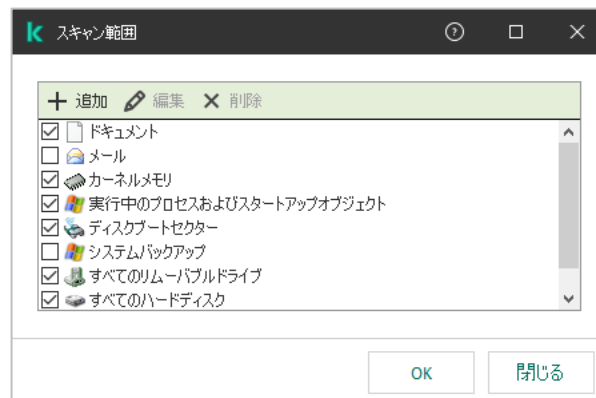 スキャン範囲
追加 編集 削除
ドキュメント
メール
カーネルメモリ
実行中のプロセスおよびスタートアップオブジェクト
ディスクブートセクター
システムバックアップ
すべてのリムーバブルドライブ
すべてのハードディスク
OK 閉じる